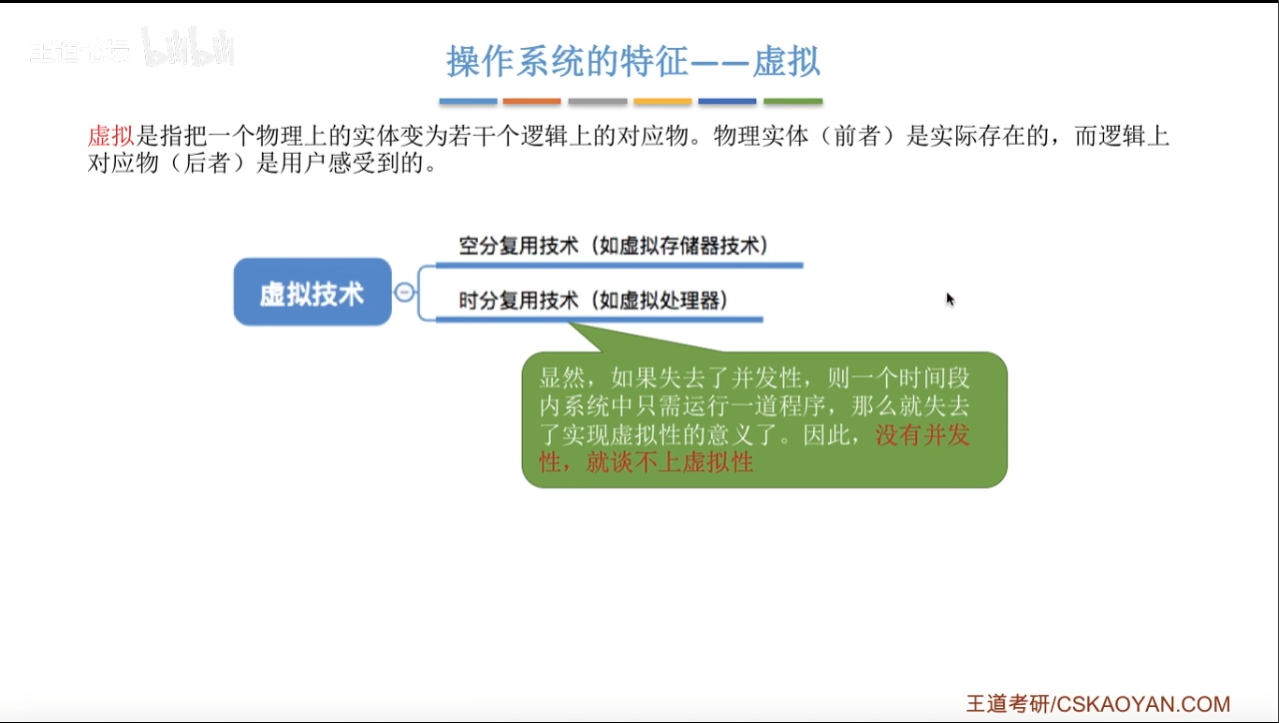 王道论坛 bilibili
操作系统的特征——虚拟
虚拟是指把一个物理上的实体变为若干个逻辑上的对应物。物理实体（前者）是实际存在的，而逻辑上
对应物（后者）是用户感受到的。
空分复用技术（如虚拟存储器技术）
虚拟技术
时分复用技术（如虚拟处理器）
显然，如果失去了并发性，则一个时间段
内系统中只需运行一道程序，那么就失去
了实现虚拟性的意义了。因此，没有并发
性，就谈不上虚拟性
王道考研/CSKAOYAN.COM